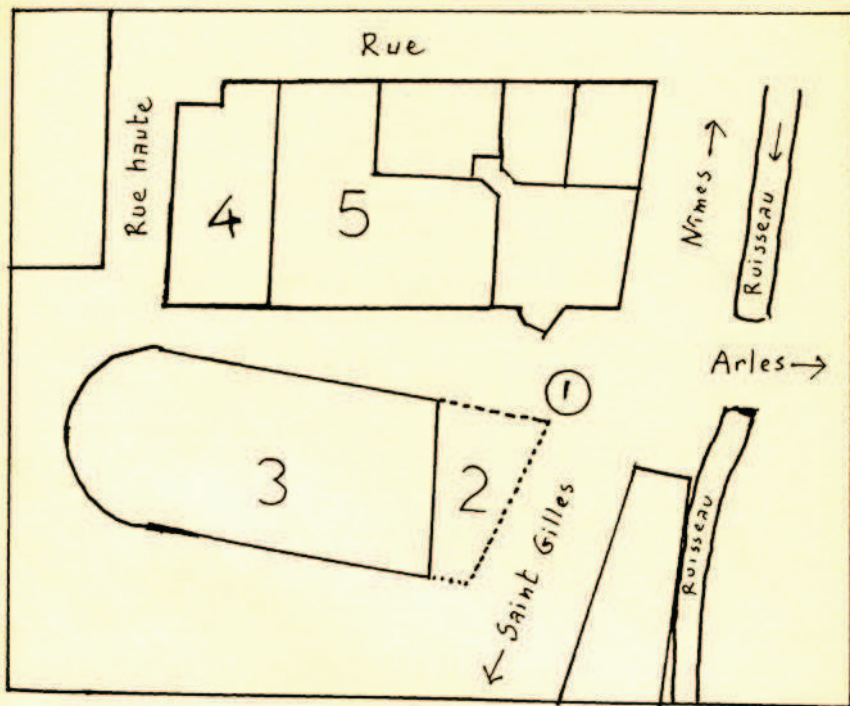 Rue
Rue haute
4
5
Nîmes →
Ruisseau
←
Arles →
1
3
2
← Saint Gilles
Ruisseau